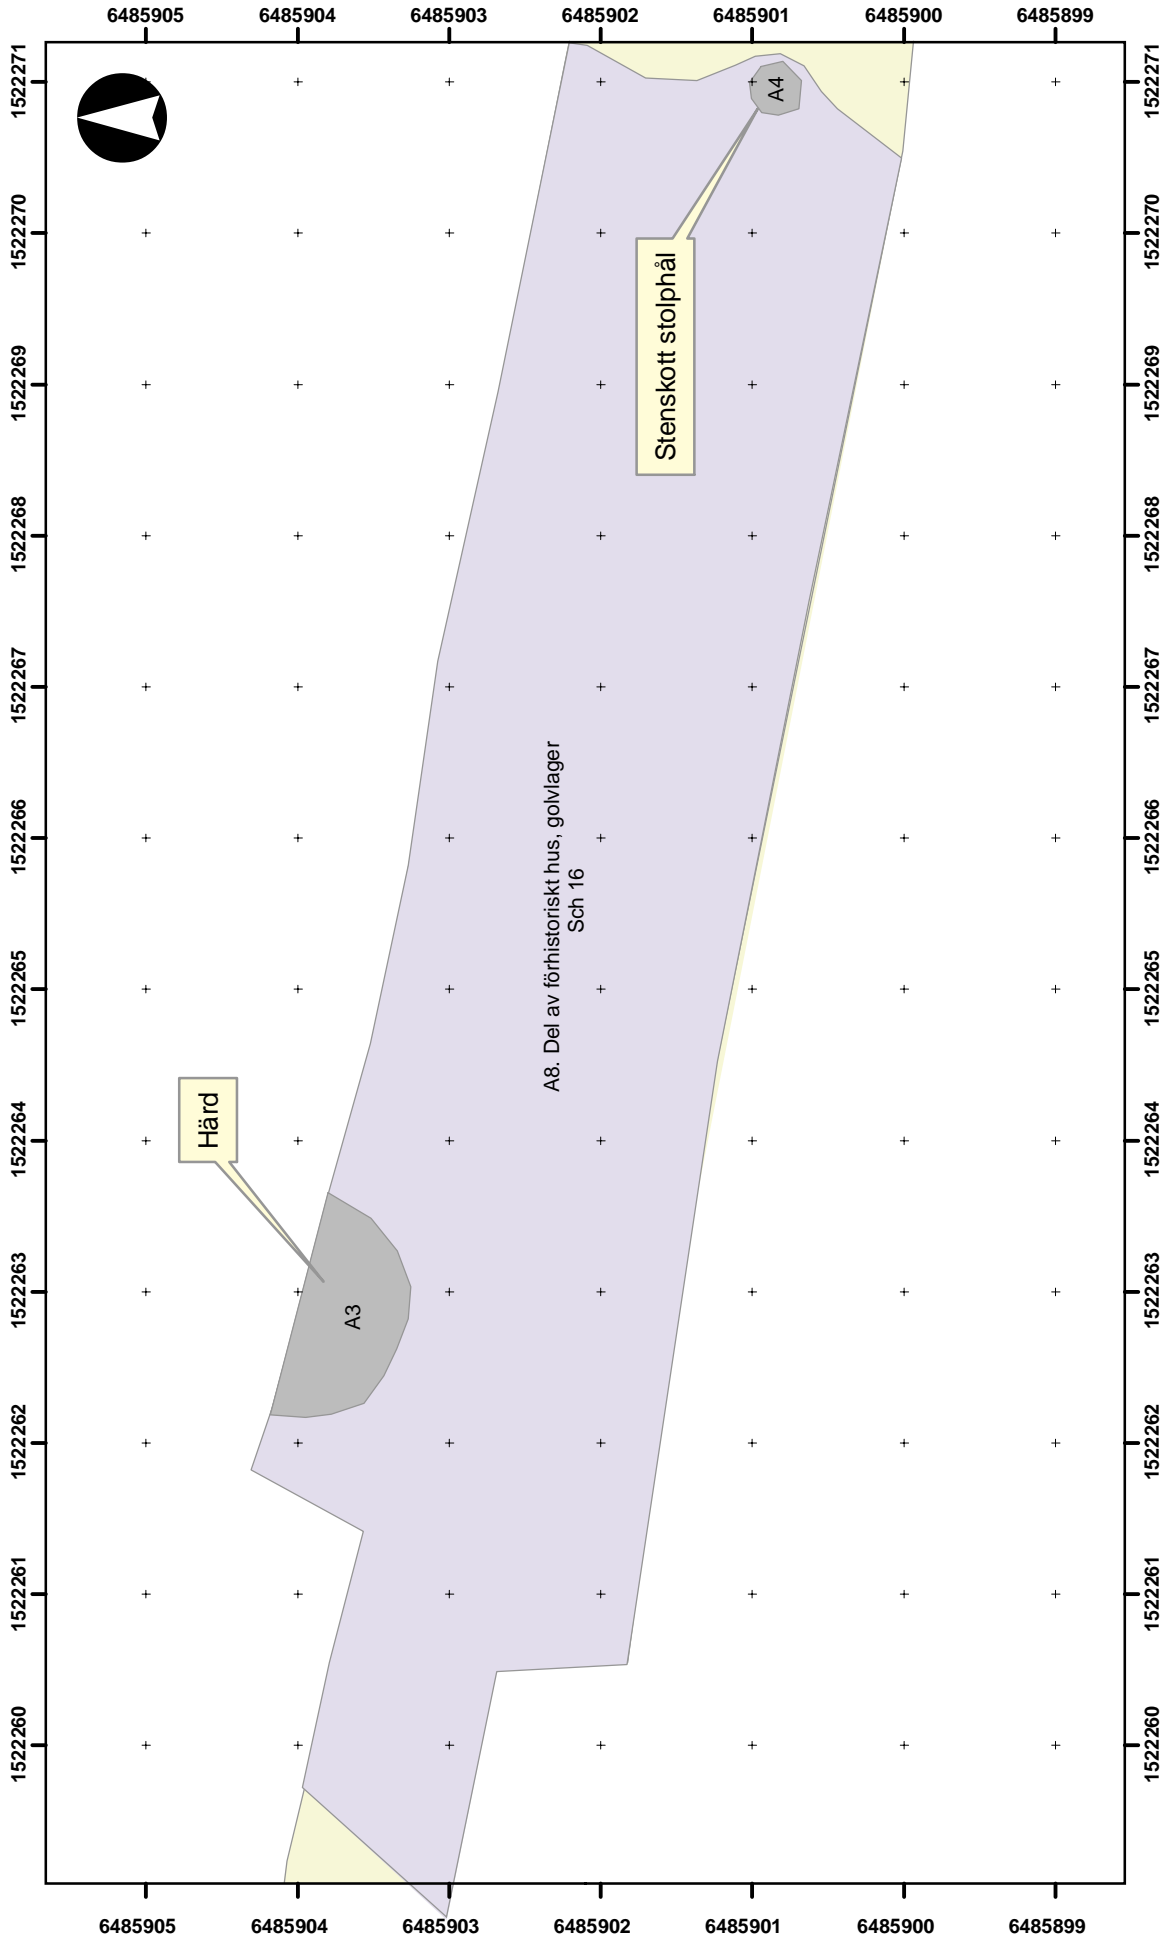 6485905 6485904 6485903 6485902 6485901 6485900 6485899
1522271 1522271
A4
1522270 1522270
Stenskott stolphål
1522269 1522269
1522268 1522268
1522267 1522267
A8. Del av förhistoriskt hus, golvlager
Sch 16
1522266 1522266
1522265 1522265
Härd
1522264 1522264
1522263 1522263
A3
1522262 1522262
1522261 1522261
1522260 1522260
6485905 6485904 6485903 6485902 6485901 6485900 6485899